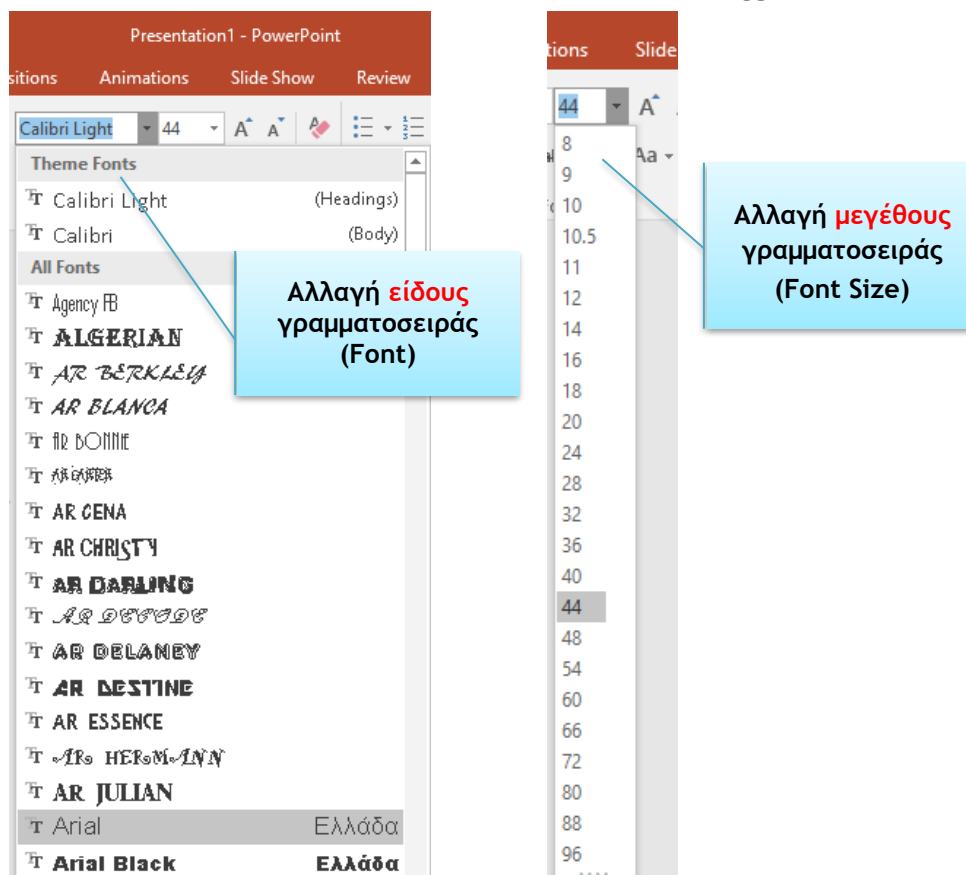 Presentation1 - PowerPoint
sitions Animations Slide Show Review
Calibri Light 44
Theme Fonts
Calibri Light (Headings)
Calibri (Body)
All Fonts
Agency FB
ALGERIAN
AR BERKLEY
AR BLANCA
AR BONNIE
AR CENA
AR CHRISTY
AR DARLING
AR DECODE
AR DELANEY
AR DESTINE
AR ESSENCE
AR HERMANN
AR JULIAN
Arial Ελλάδα
Arial Black Ελλάδα
Αλλαγή είδους
γραμματοσειράς
(Font)
tions Slide
44
Aa
8
9
10
10.5
11
12
14
16
18
20
24
28
32
36
40
44
48
54
60
66
72
80
88
96
Αλλαγή μεγέθους
γραμματοσειράς
(Font Size)